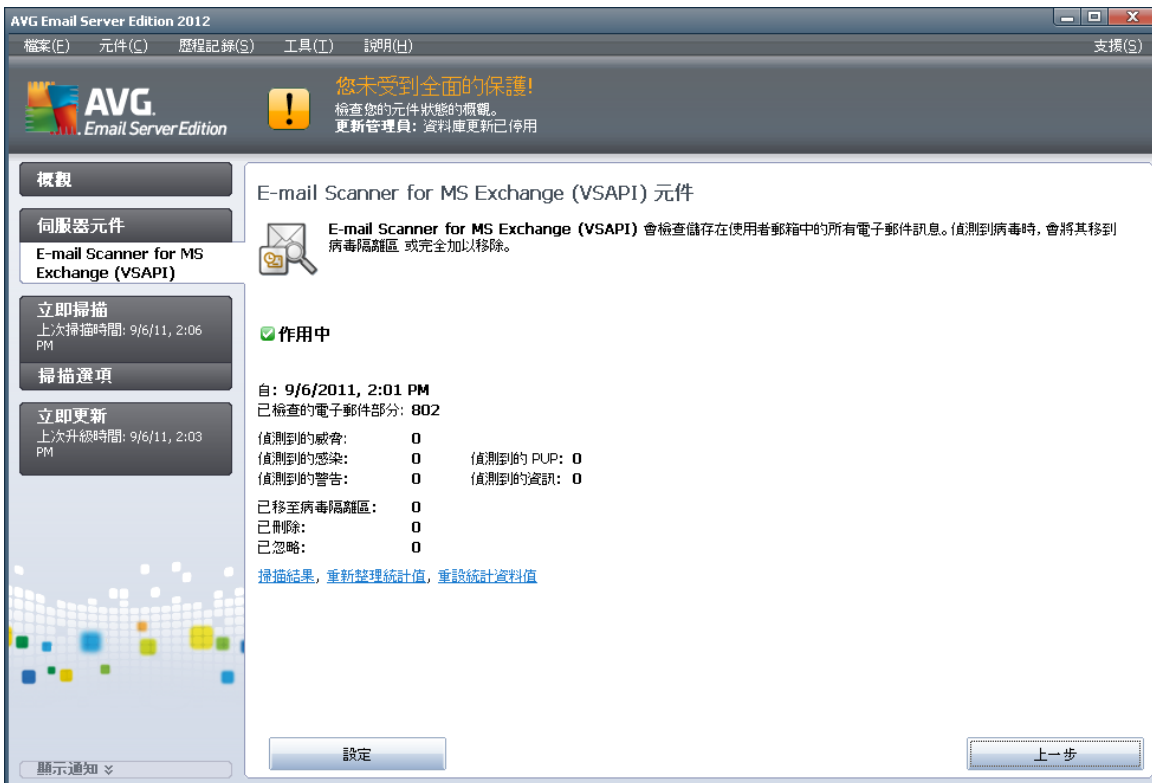 AVG Email Server Edition 2012
檔案(F) 元件(C) 歷程記錄(S) 工具(T) 說明(H) 支援(S)
AVG.
Email Server Edition
您未受到全面的保護!
檢查您的元件狀態的概觀。
更新管理員: 資料庫更新已停用
概觀
伺服器元件
E-mail Scanner for MS
Exchange (VSAPI)
立即掃描
上次掃描時間: 9/6/11, 2:06
PM
掃描選項
立即更新
上次升級時間: 9/6/11, 2:03
PM
顯示通知
E-mail Scanner for MS Exchange (VSAPI) 元件
E-mail Scanner for MS Exchange (VSAPI) 會檢查儲存在使用者郵箱中的所有電子郵件訊息。偵測到病毒時, 會將其移到
病毒隔離區 或完全加以移除。
作用中
自: 9/6/2011, 2:01 PM
已檢查的電子郵件部分: 802
偵測到的威脅: 0
偵測到的感染: 0 偵測到的 PUP: 0
偵測到的警告: 0 偵測到的資訊: 0
已移至病毒隔離區: 0
已刪除: 0
已忽略: 0
掃描結果, 重新整理統計值, 重設統計資料值
設定 上一步